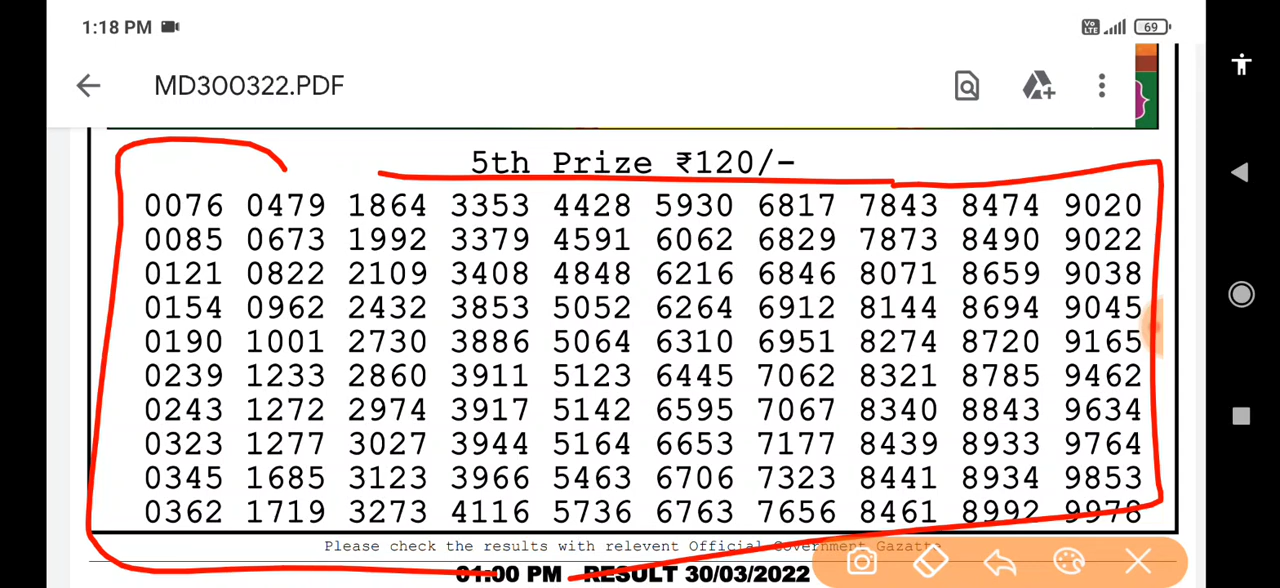 1:18 PM
Vo LTE 69
MD300322.PDF
5th Prize ₹120/-
0076 0479 1864 3353 4428 5930 6817 7843 8474 9020
0085 0673 1992 3379 4591 6062 6829 7873 8490 9022
0121 0822 2109 3408 4848 6216 6846 8071 8659 9038
0154 0962 2432 3853 5052 6264 6912 8144 8694 9045
0190 1001 2730 3886 5064 6310 6951 8274 8720 9165
0239 1233 2860 3911 5123 6445 7062 8321 8785 9462
0243 1272 2974 3917 5142 6595 7067 8340 8843 9634
0323 1277 3027 3944 5164 6653 7177 8439 8933 9764
0345 1685 3123 3966 5463 6706 7323 8441 8934 9853
0362 1719 3273 4116 5736 6763 7656 8461 8992 9978
Please check the results with relevent Official Government Gazatte
01:00 PM RESULT 30/03/2022